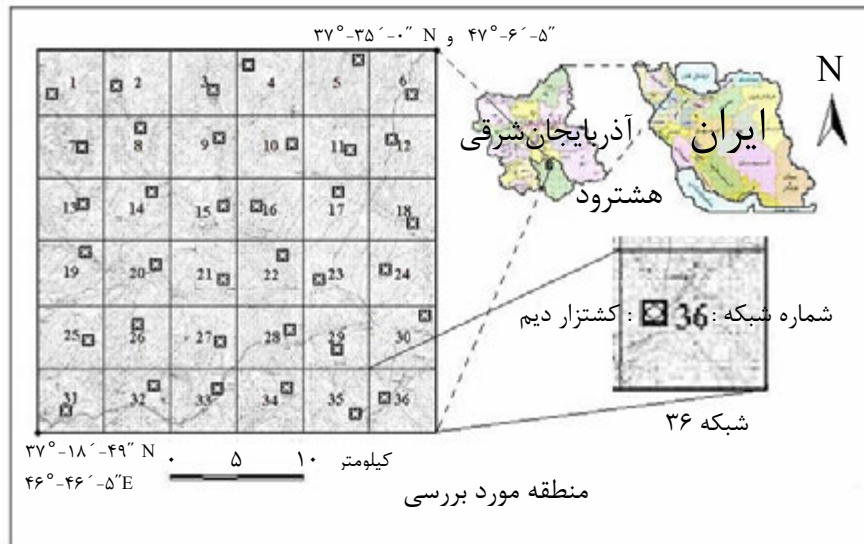 ۳۷°-۳۵´-۰˝ N و ۴۷°-۶´-۵˝
N
1 2 3 4 5 6
7 8 9 10 11 12
13 14 15 16 17 18
19 20 21 22 23 24
25 26 27 28 29 30
31 32 33 34 35 36
ایران
آذربایجان‌شرقی
6
هشترود
شماره شبکه : 36 : کشتزار دیم
شبکه ۳۶
۳۷°-۱۸´-۴۹˝ N
۴۶°-۴۶´-۵˝E
۰ ۵ ۱۰ کیلومتر
منطقه مورد بررسی